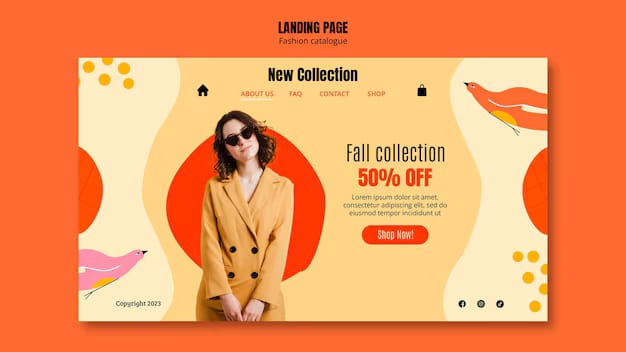 LANDING PAGE
Fashion catalogue
New Collection
ABOUT US FAQ CONTACT SHOP
Fall collection
50% OFF
Lorem ipsum dolor sit amet,
consectetur adipiscing elit, sed do
eiusmod tempor incididunt ut
Shop Now!
Copyright 2023